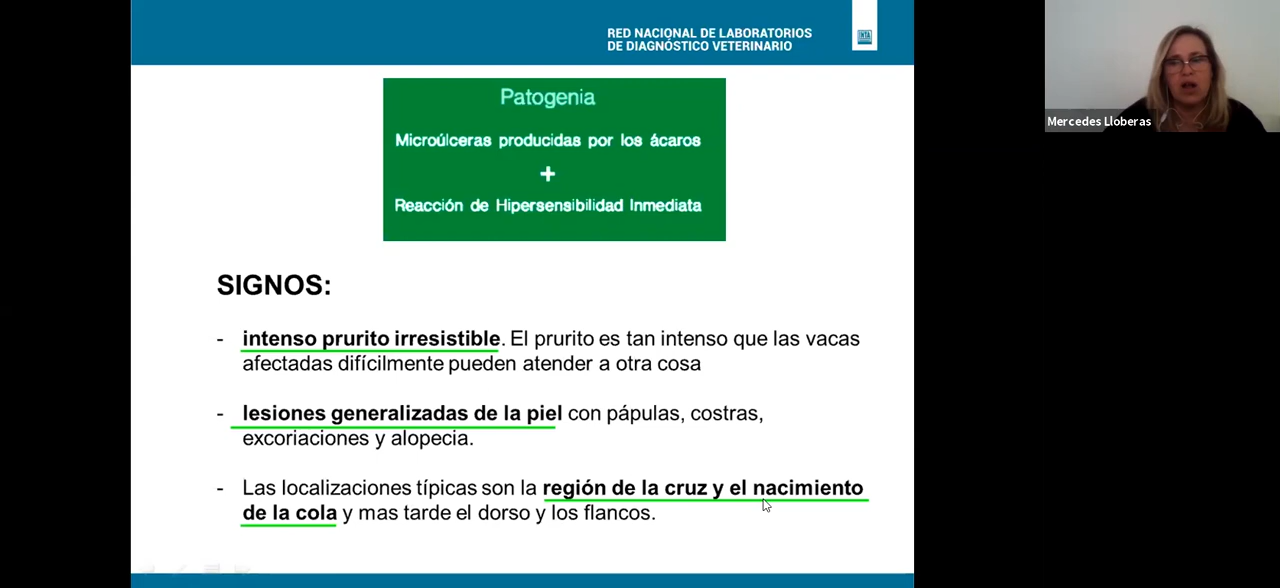 RED NACIONAL DE LABORATORIOS
DE DIAGNÓSTICO VETERINARIO
INTA
Patogenia
Microúlceras producidas por los ácaros
+
Reacción de Hipersensibilidad Inmediata
SIGNOS:
- intenso prurito irresistible. El prurito es tan intenso que las vacas
afectadas difícilmente pueden atender a otra cosa
- lesiones generalizadas de la piel con pápulas, costras,
excoriaciones y alopecia.
- Las localizaciones típicas son la región de la cruz y el nacimiento
de la cola y mas tarde el dorso y los flancos.
Mercedes Lloberas